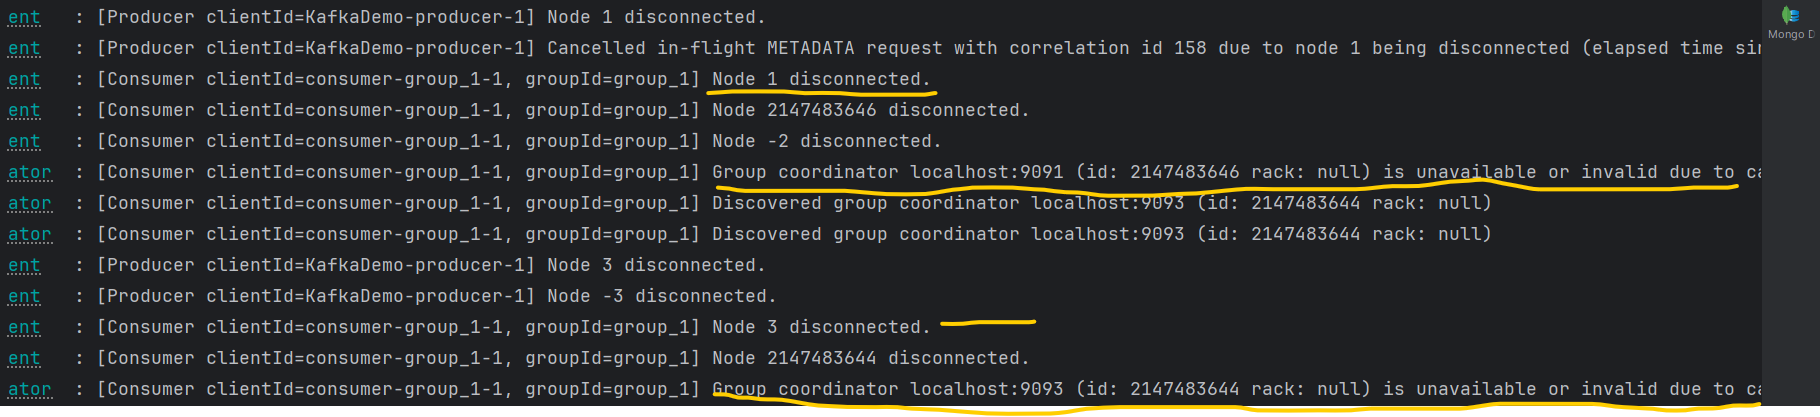 ent : [Producer clientId=KafkaDemo-producer-1] Node 1 disconnected.
ent : [Producer clientId=KafkaDemo-producer-1] Cancelled in-flight METADATA request with correlation id 158 due to node 1 being disconnected (elapsed time sin
ent : [Consumer clientId=consumer-group_1-1, groupId=group_1] Node 1 disconnected.
ent : [Consumer clientId=consumer-group_1-1, groupId=group_1] Node 2147483646 disconnected.
ent : [Consumer clientId=consumer-group_1-1, groupId=group_1] Node -2 disconnected.
ator : [Consumer clientId=consumer-group_1-1, groupId=group_1] Group coordinator localhost:9091 (id: 2147483646 rack: null) is unavailable or invalid due to ca
ator : [Consumer clientId=consumer-group_1-1, groupId=group_1] Discovered group coordinator localhost:9093 (id: 2147483644 rack: null)
ator : [Consumer clientId=consumer-group_1-1, groupId=group_1] Discovered group coordinator localhost:9093 (id: 2147483644 rack: null)
ent : [Producer clientId=KafkaDemo-producer-1] Node 3 disconnected.
ent : [Producer clientId=KafkaDemo-producer-1] Node -3 disconnected.
ent : [Consumer clientId=consumer-group_1-1, groupId=group_1] Node 3 disconnected.
ent : [Consumer clientId=consumer-group_1-1, groupId=group_1] Node 2147483644 disconnected.
ator : [Consumer clientId=consumer-group_1-1, groupId=group_1] Group coordinator localhost:9093 (id: 2147483644 rack: null) is unavailable or invalid due to ca
Mongo D